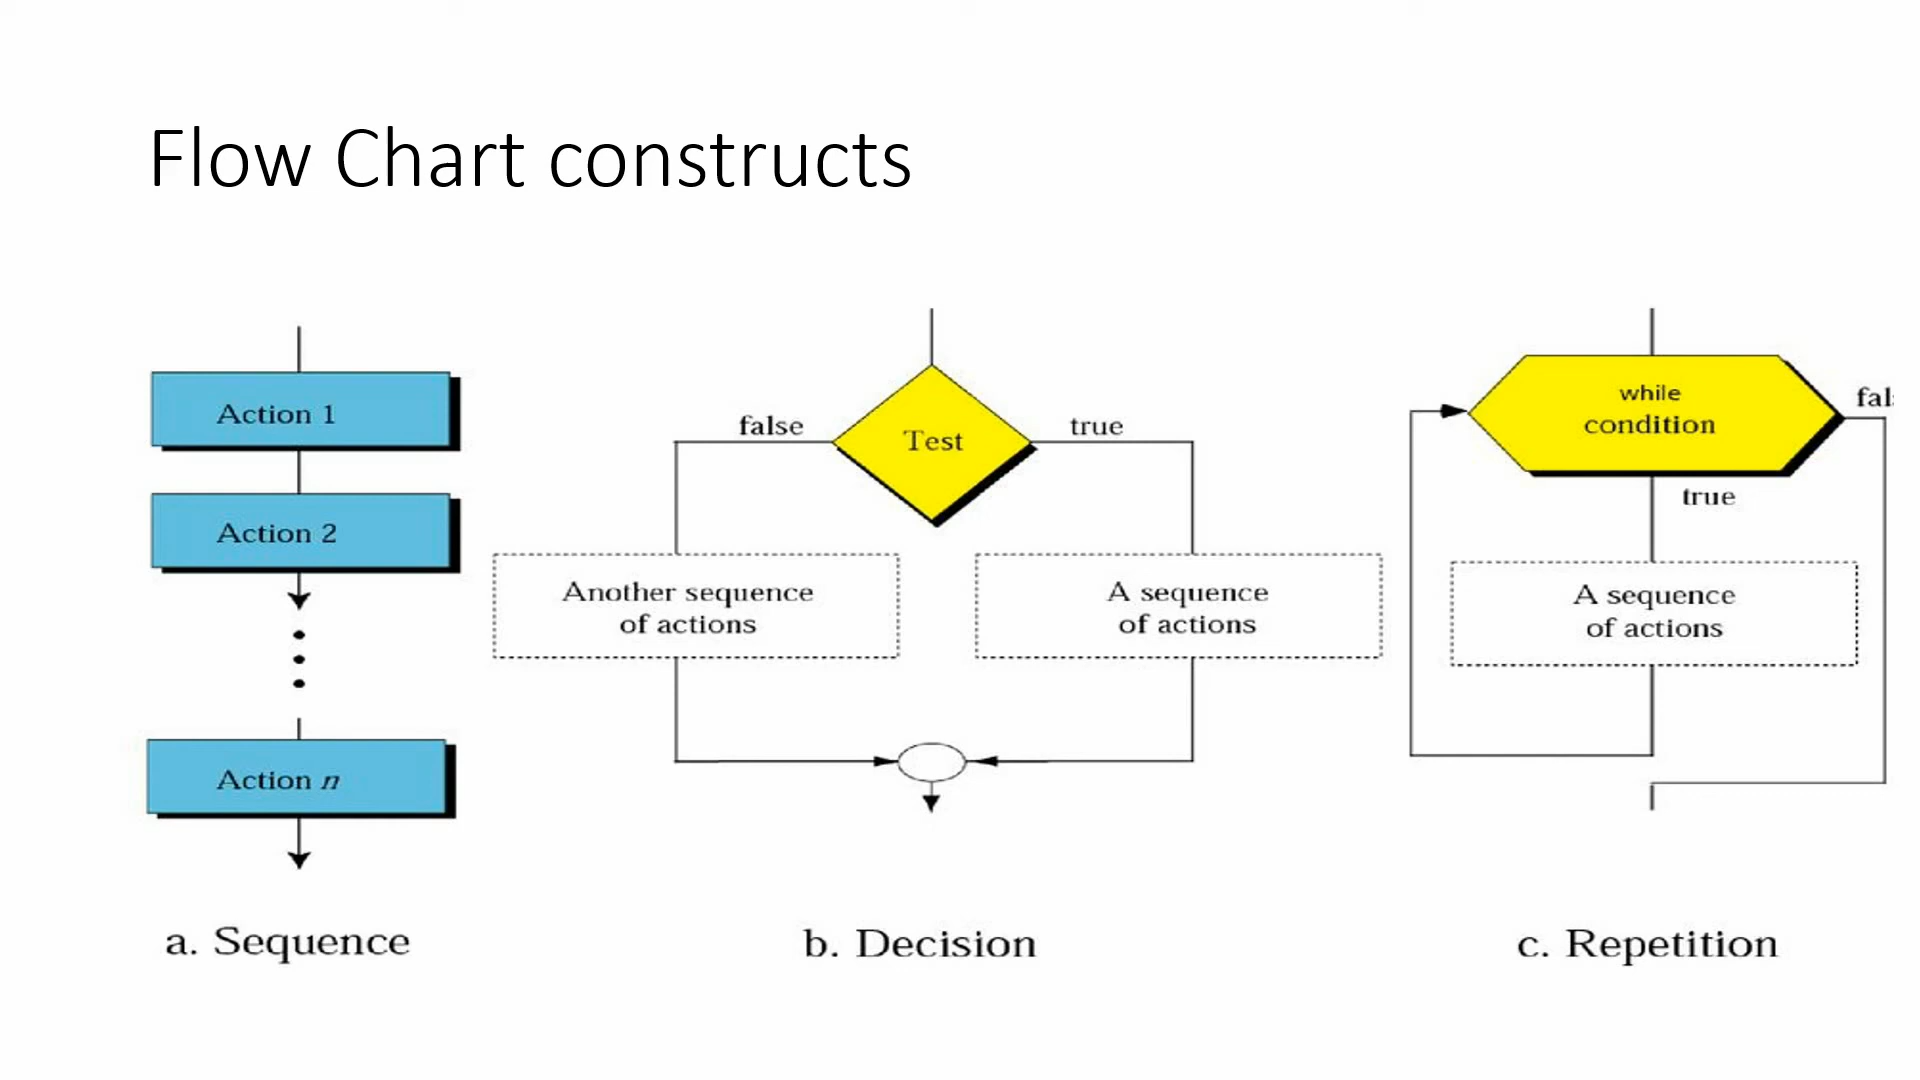 Flow Chart constructs
Action 1
Action 2
Action n
a. Sequence
false
true
Test
Another sequence
of actions
A sequence
of actions
b. Decision
while
condition
true
A sequence
of actions
c. Repetition